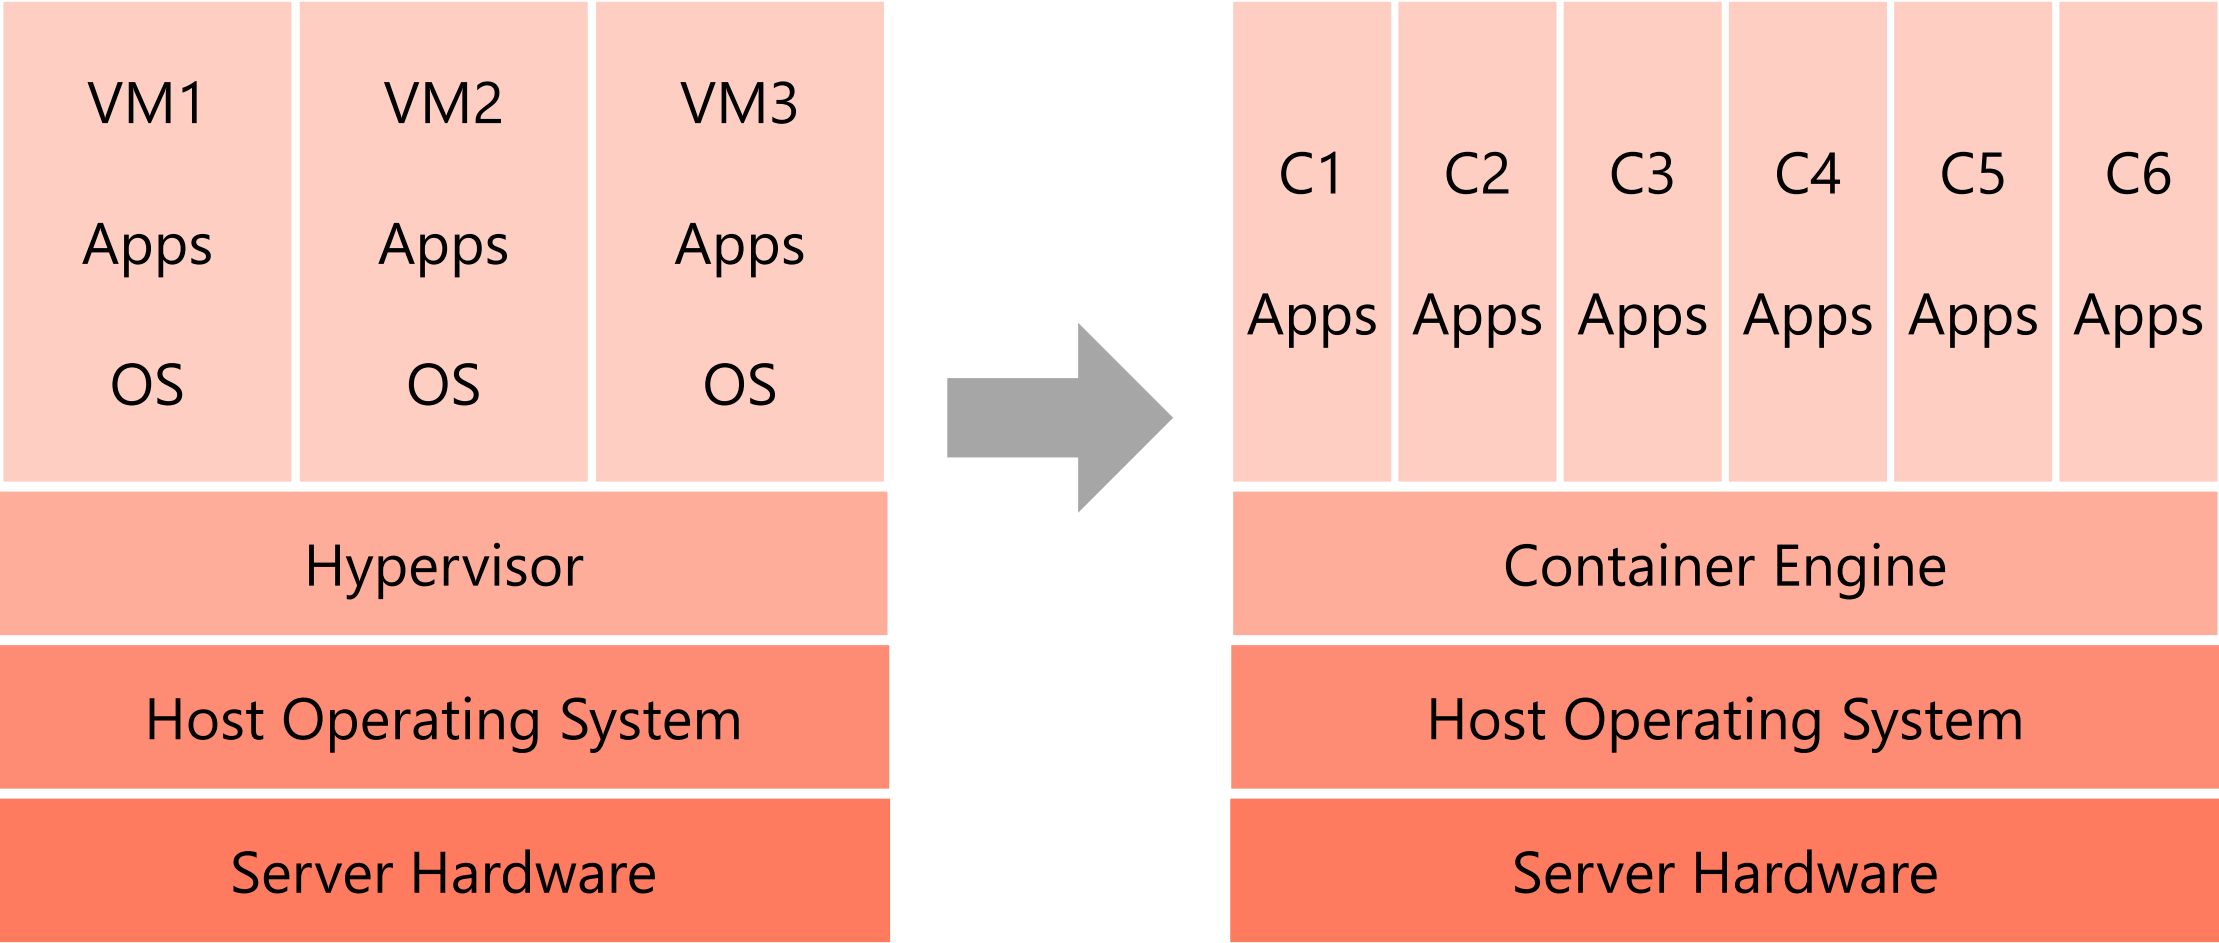 VM1
Apps
OS
VM2
Apps
OS
VM3
Apps
OS
Hypervisor
Host Operating System
Server Hardware
C1
Apps
C2
Apps
C3
Apps
C4
Apps
C5
Apps
C6
Apps
Container Engine
Host Operating System
Server Hardware